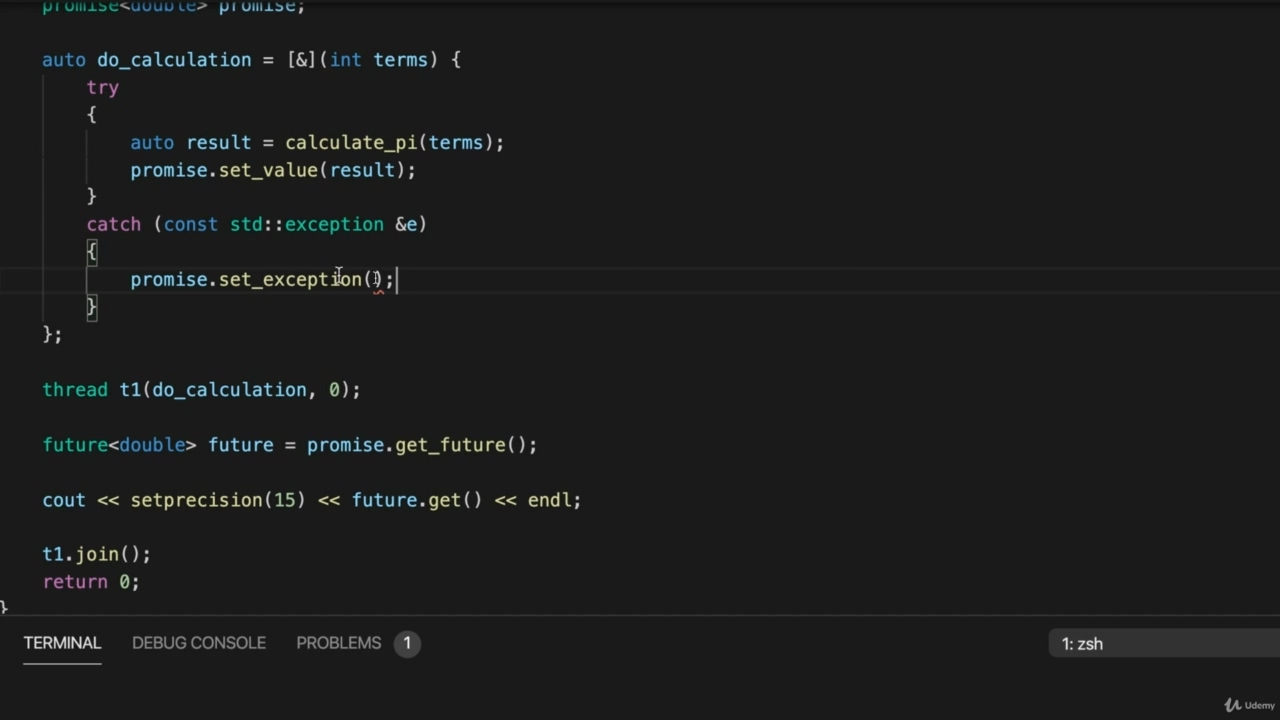 promise<double> promise;
auto do_calculation = [&](int terms) {
try
{
auto result = calculate_pi(terms);
promise.set_value(result);
}
catch (const std::exception &e)
{
promise.set_exception();
}
};
thread t1(do_calculation, 0);
future<double> future = promise.get_future();
cout << setprecision(15) << future.get() << endl;
t1.join();
return 0;
}
TERMINAL DEBUG CONSOLE PROBLEMS 1 1: zsh
Udemy